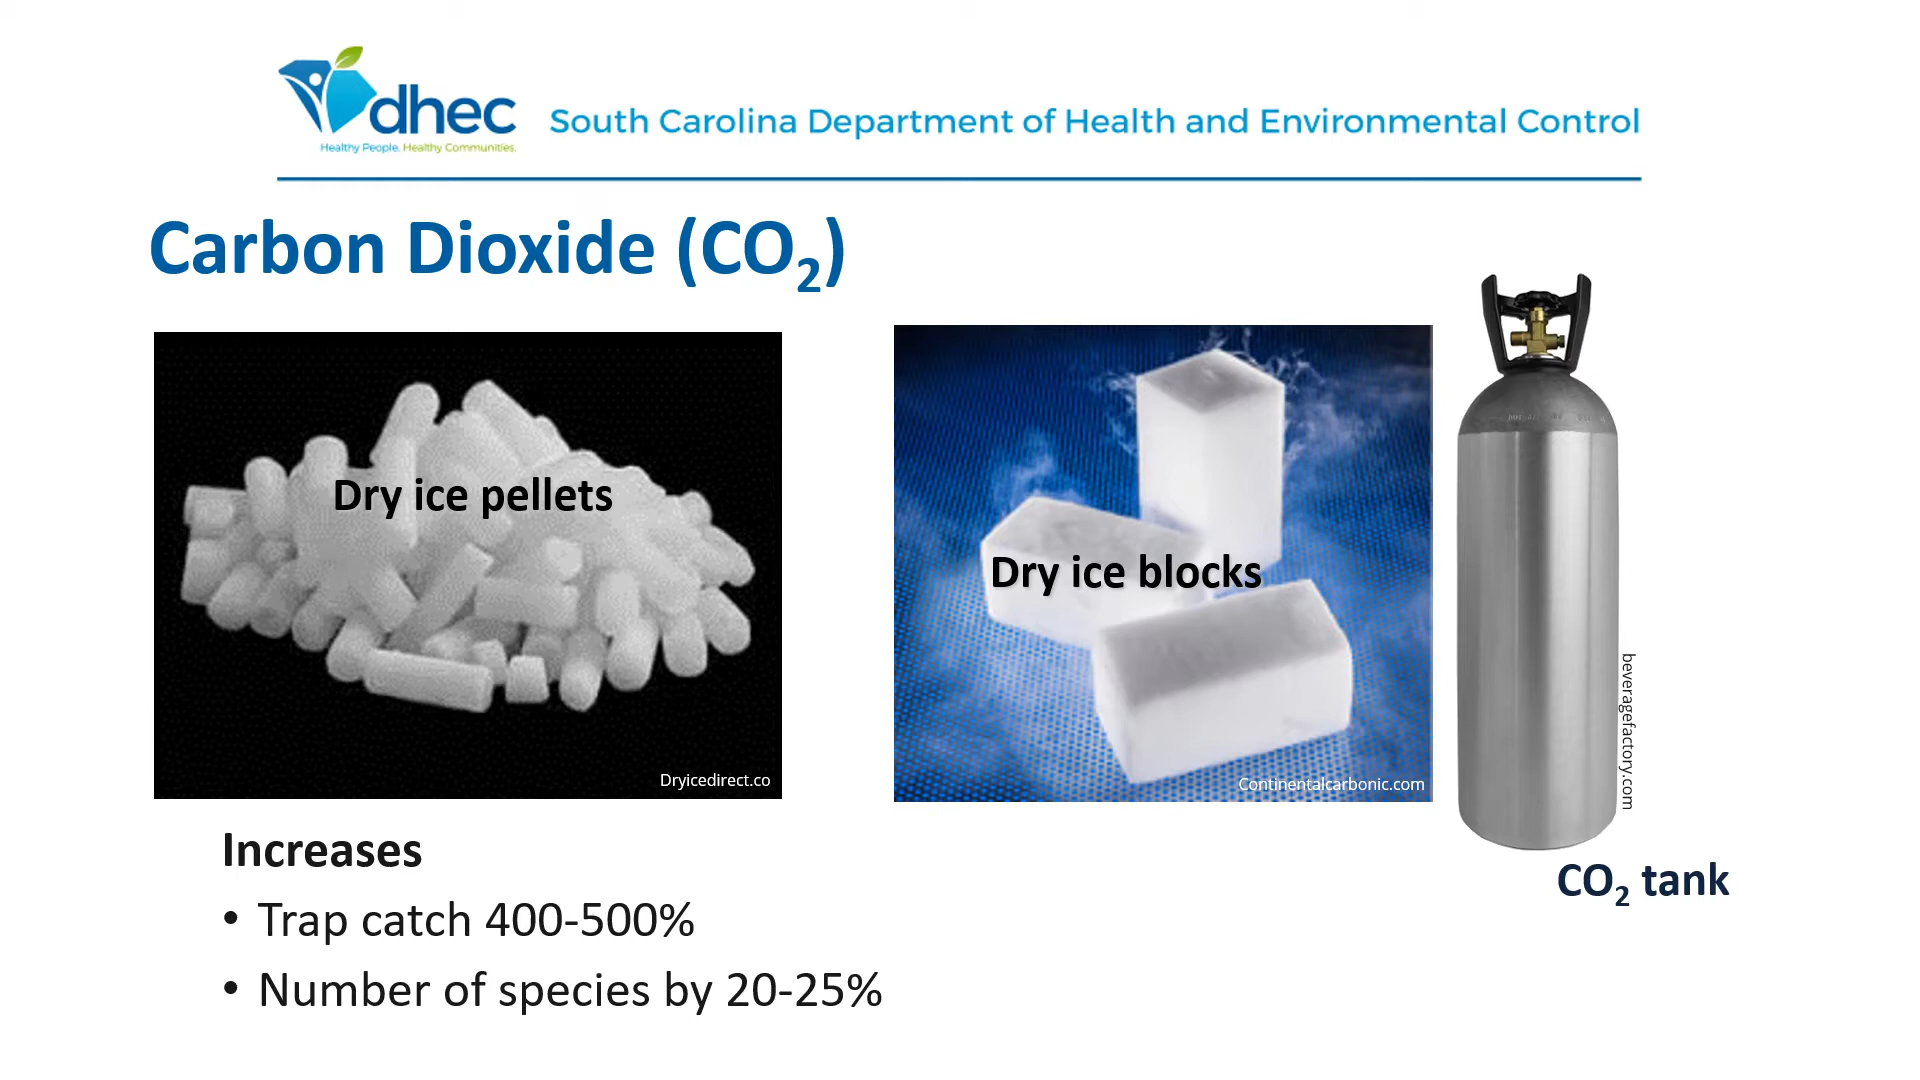 dhec
Healthy People. Healthy Communities.
South Carolina Department of Health and Environmental Control
Carbon Dioxide (CO₂)
Dry ice pellets
Dryicedirect.co
Dry ice blocks
Continentalcarbonic.com
beveragefactory.com
CO₂ tank
Increases
• Trap catch 400-500%
• Number of species by 20-25%